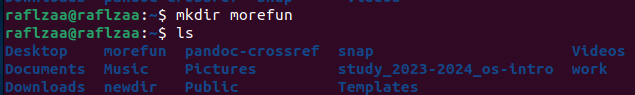 raflzaa@raflzaa:~$ mkdir morefun
raflzaa@raflzaa:~$ ls
Desktop morefun pandoc-crossref snap Videos
Documents Music Pictures study_2023-2024_os-intro work
Downloads newdir Public Templates